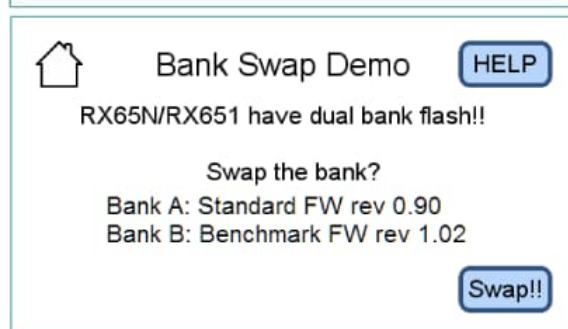 Bank Swap Demo HELP
RX65N/RX651 have dual bank flash!!
Swap the bank?
Bank A: Standard FW rev 0.90
Bank B: Benchmark FW rev 1.02
Swap!!